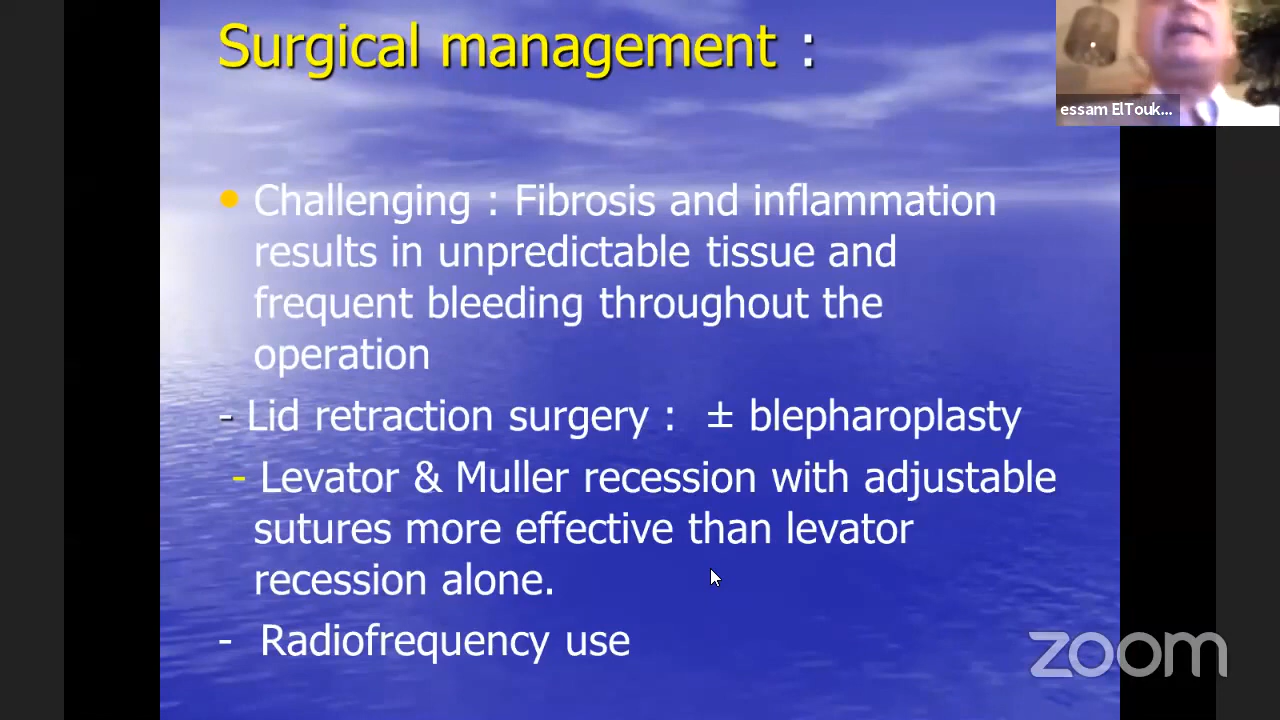 Surgical management :
essam ElTouk...
• Challenging : Fibrosis and inflammation
results in unpredictable tissue and
frequent bleeding throughout the
operation
- Lid retraction surgery : ± blepharoplasty
- Levator & Muller recession with adjustable
sutures more effective than levator
recession alone.
- Radiofrequency use
zoom